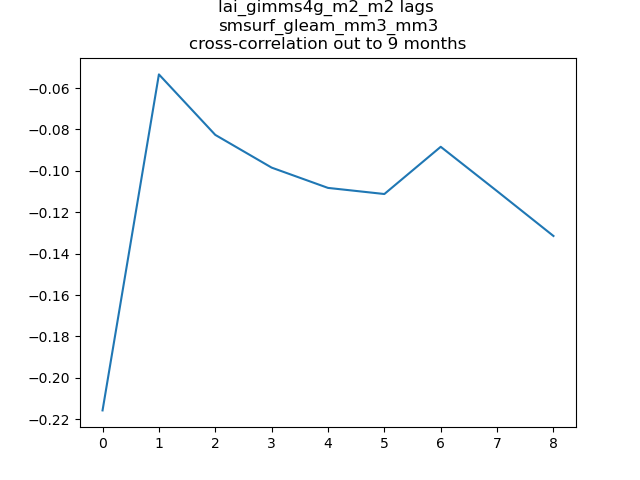 lai_gimms4g_m2_m2 lags
smsurf_gleam_mm3_mm3
cross-correlation out to 9 months
−0.06
−0.08
−0.10
−0.12
−0.14
−0.16
−0.18
−0.20
−0.22
0 1 2 3 4 5 6 7 8